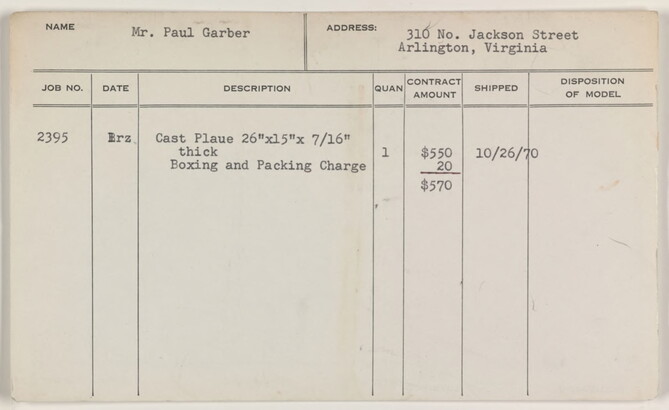 NAME Mr. Paul Garber ADDRESS: 310 No. Jackson Street
Arlington, Virginia
JOB NO. DATE DESCRIPTION QUAN CONTRACT AMOUNT SHIPPED DISPOSITION OF MODEL
2395 Brz. Cast Plaue 26"x15"x 7/16"
thick 1 $550 10/26/70
Boxing and Packing Charge 20
$570